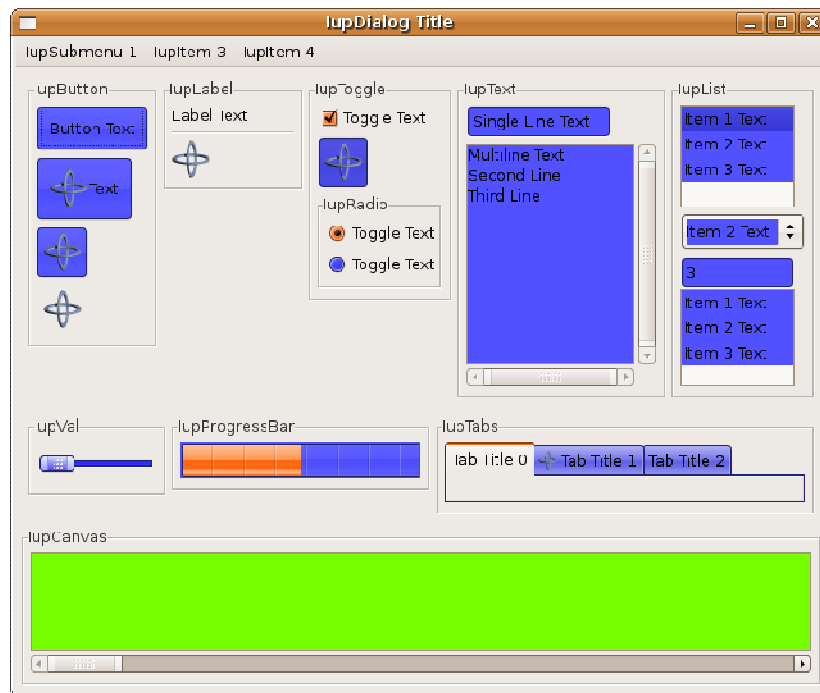 IupDialog Title
IupSubmenu 1 IupItem 3 IupItem 4
IupButton
Button Text
Text
IupLabel
Label Text
IupToggle
Toggle Text
IupRadio
Toggle Text
Toggle Text
IupText
Single Line Text
Multiline Text
Second Line
Third Line
IupList
Item 1 Text
Item 2 Text
Item 3 Text
Item 2 Text
3
Item 1 Text
Item 2 Text
Item 3 Text
IupVal
IupProgressBar
IupTabs
Tab Title 0 Tab Title 1 Tab Title 2
IupCanvas